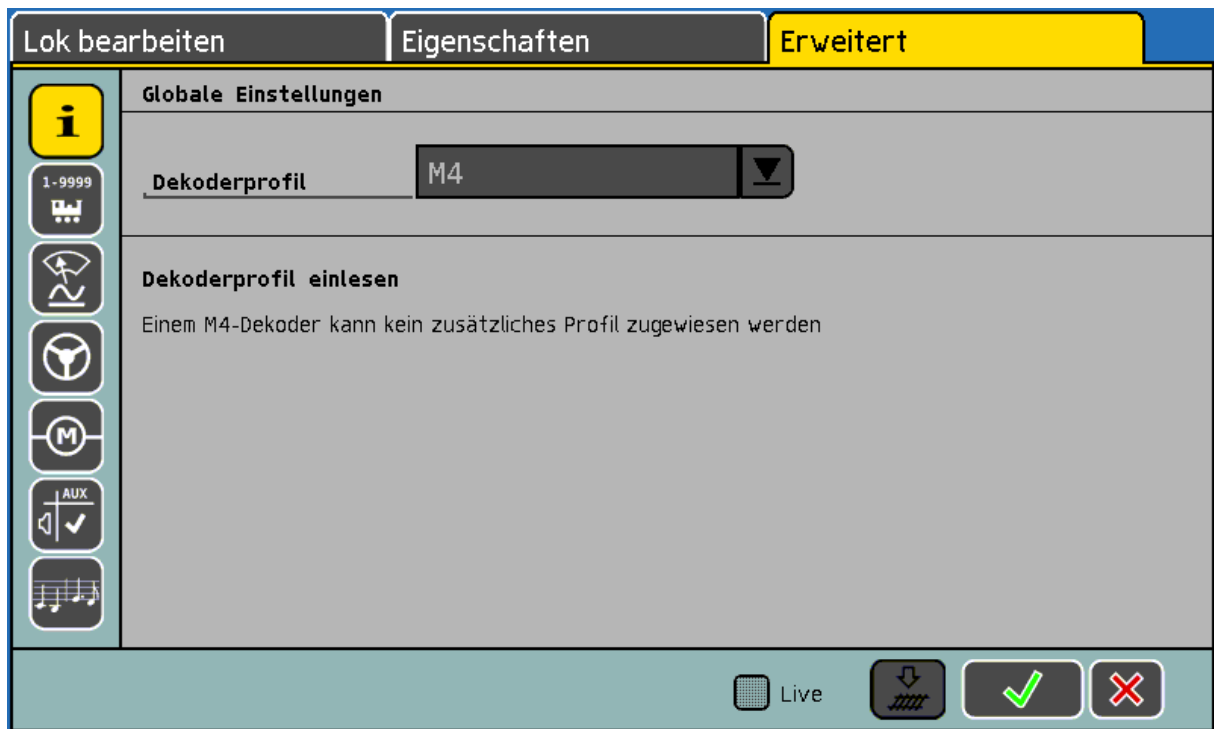 Lok bearbeiten
Eigenschaften
Erweitert
Globale Einstellungen
1-9999
Dekoderprofil
M4
Dekoderprofil einlesen
Einem M4-Dekoder kann kein zusätzliches Profil zugewiesen werden
M
AUX
Live